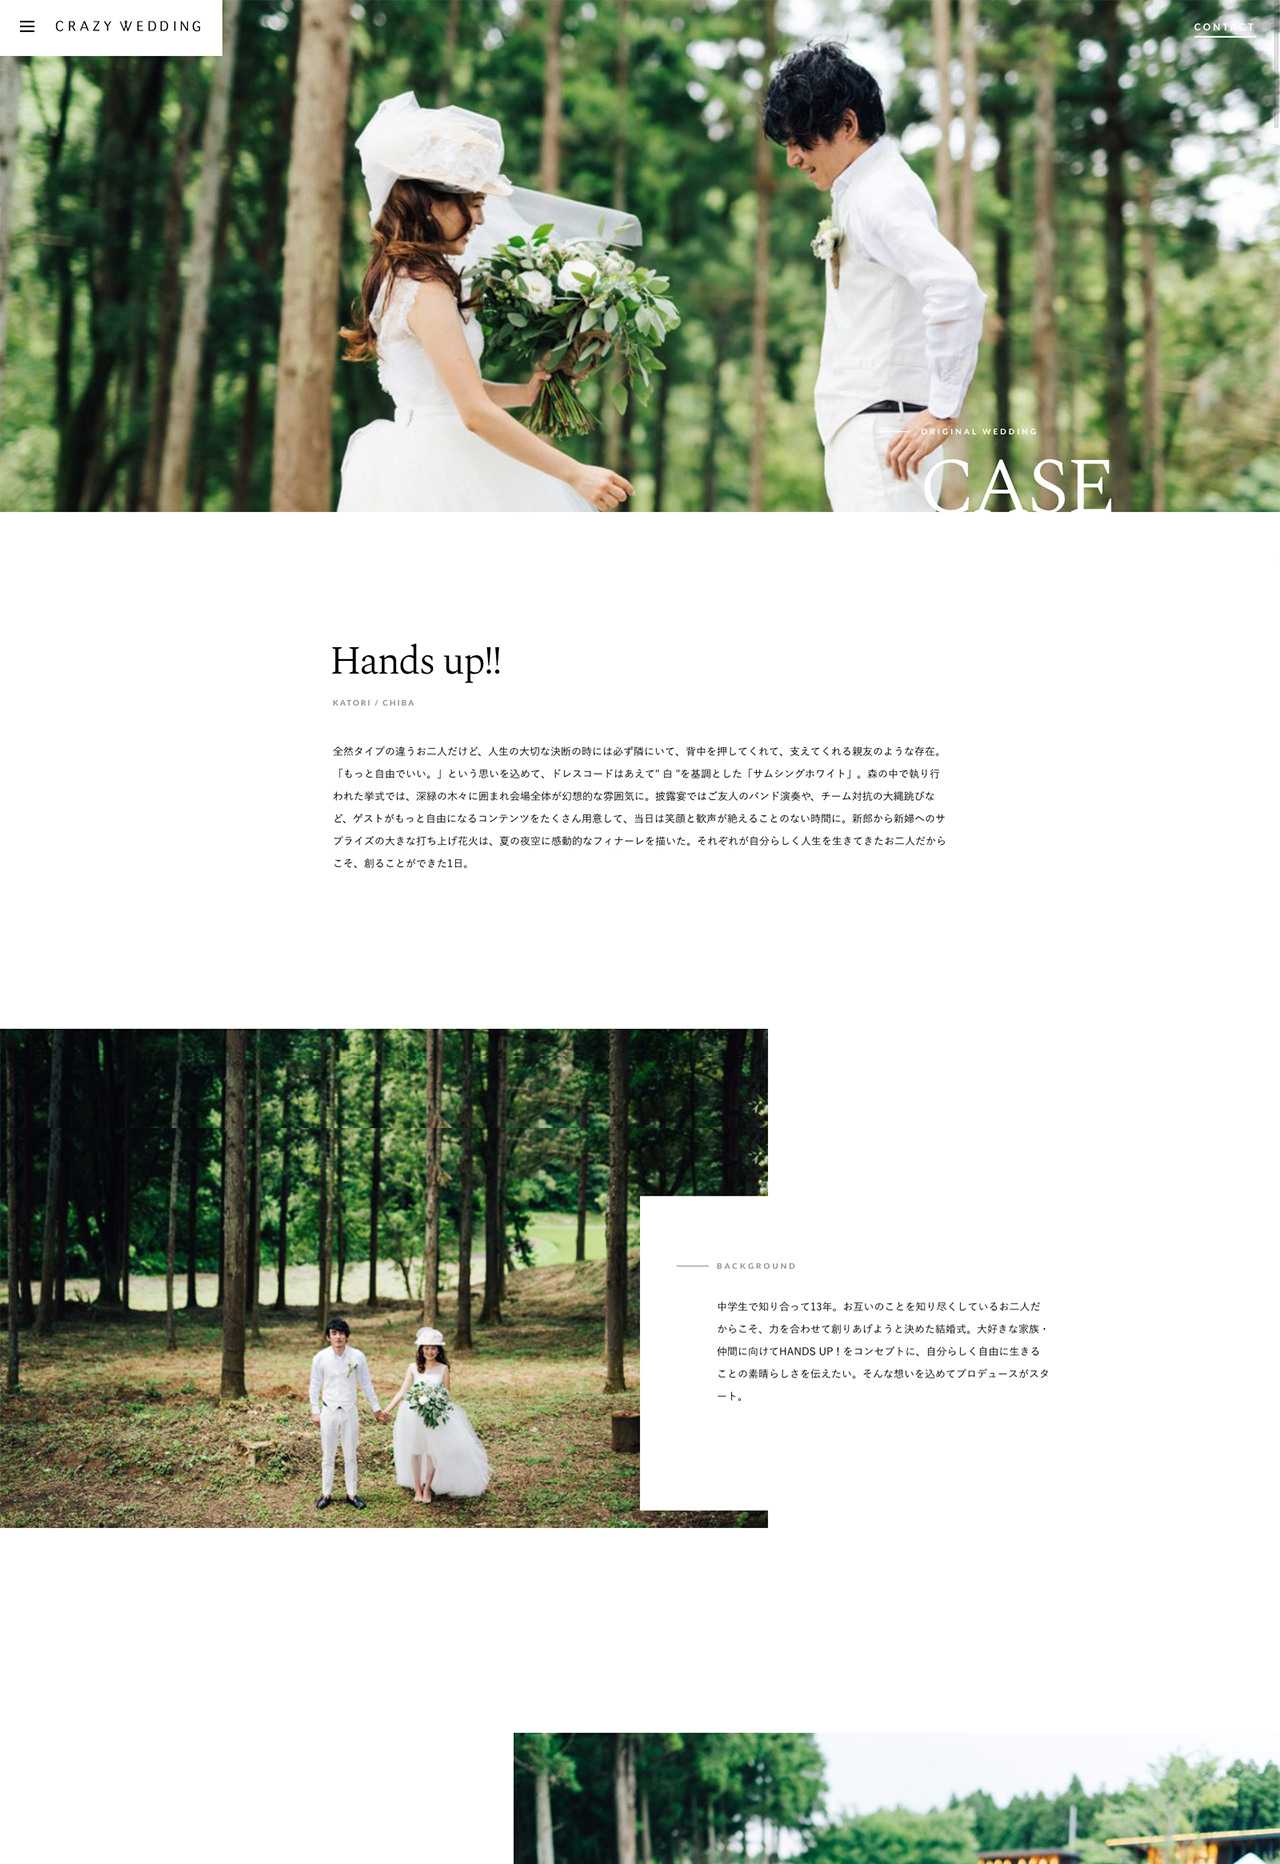 CRAZY WEDDING
CONTACT
ORIGINAL WEDDING
CASE
Hands up!!
KATORI / CHIBA
全然タイプの違うお二人だけど、人生の大切な決断の時には必ず隣にいて、背中を押してくれて、支えてくれる親友のような存在。
「もっと自由でいい。」という思いを込めて、ドレスコードはあえて" 白 "を基調とした「サムシングホワイト」。森の中で執り行
われた挙式では、深緑の木々に囲まれ会場全体が幻想的な雰囲気に。披露宴ではご友人のバンド演奏や、チーム対抗の大縄跳びな
ど、ゲストがもっと自由になるコンテンツをたくさん用意して、当日は笑顔と歓声が絶えることのない時間に。新郎から新婦へのサ
プライズの大きな打ち上げ花火は、夏の夜空に感動的なフィナーレを描いた。それぞれが自分らしく人生を生きてきたお二人だから
こそ、創ることができた1日。
BACKGROUND
中学生で知り合って13年。お互いのことを知り尽くしているお二人だ
からこそ、力を合わせて創りあげようと決めた結婚式。大好きな家族・
仲間に向けてHANDS UP！をコンセプトに、自分らしく自由に生きる
ことの素晴らしさを伝えたい。そんな想いを込めてプロデュースがスタ
ート。